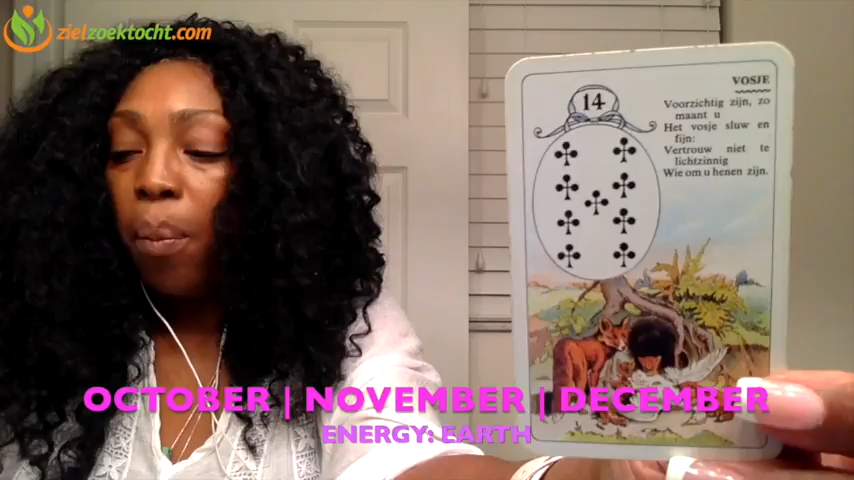 zielzoektocht.com
14
VOSJE
Voorzichtig zijn, zo
maant u
Het vosje sluw en
fijn:
Vertrouw niet te
lichtzinnig
Wie om u henen zijn.
OCTOBER | NOVEMBER | DECEMBER
ENERGY: EARTH